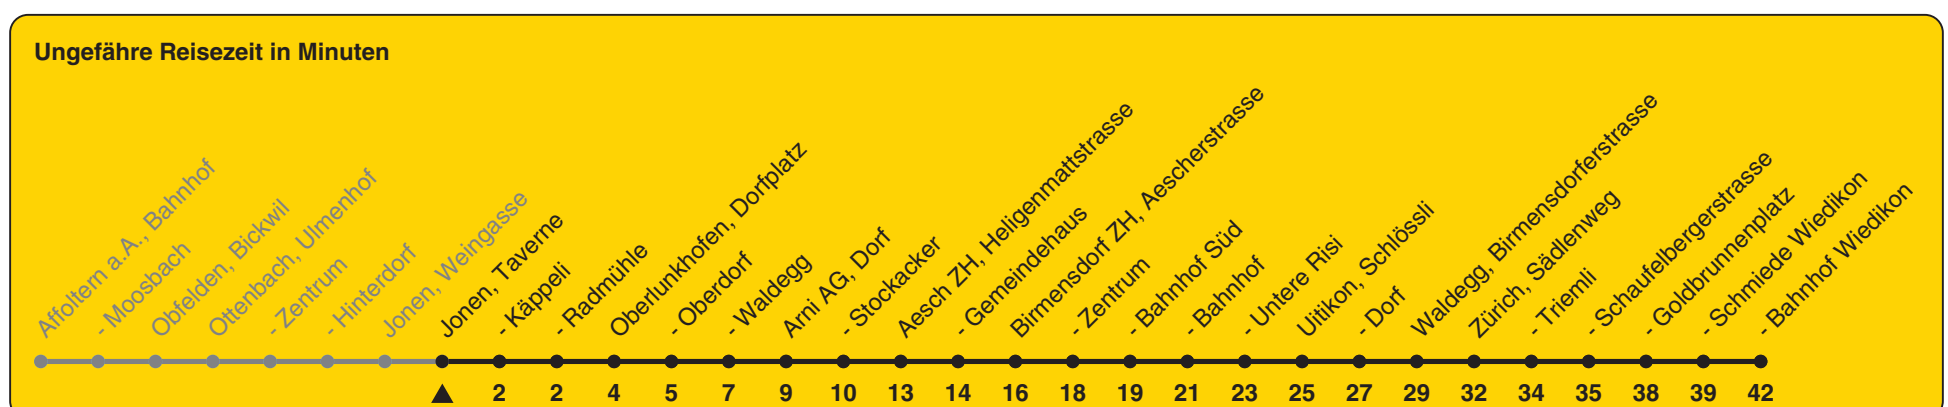 Ungefähre Reisezeit in Minuten
Affoltern a.A., Bahnhof
- Moosbach
Obfelden, Bickwil
Ottenbach, Ulmenhof
- Zentrum
- Hinterdorf
Jonen, Weingasse
Jonen, Taverne
- Käppeli
- Radmühle
Oberlunkhofen, Dorfplatz
- Oberdorf
- Waldegg
Arni AG, Dorf
- Stockacker
Aesch ZH, Heligenmattstrasse
- Gemeindehaus
Birmensdorf ZH, Aescherstrasse
- Zentrum
- Bahnhof Süd
- Bahnhof
- Untere Risi
Uitikon, Schlössli
- Dorf
Waldegg, Birmensdorferstrasse
Zürich, Sädlenweg
- Triemli
- Schaufelbergerstrasse
- Goldbrunnenplatz
- Schmiede Wiedikon
- Bahnhof Wiedikon
2 2 4 5 7 9 10 13 14 16 18 19 21 23 25 27 29 32 34 35 38 39 42